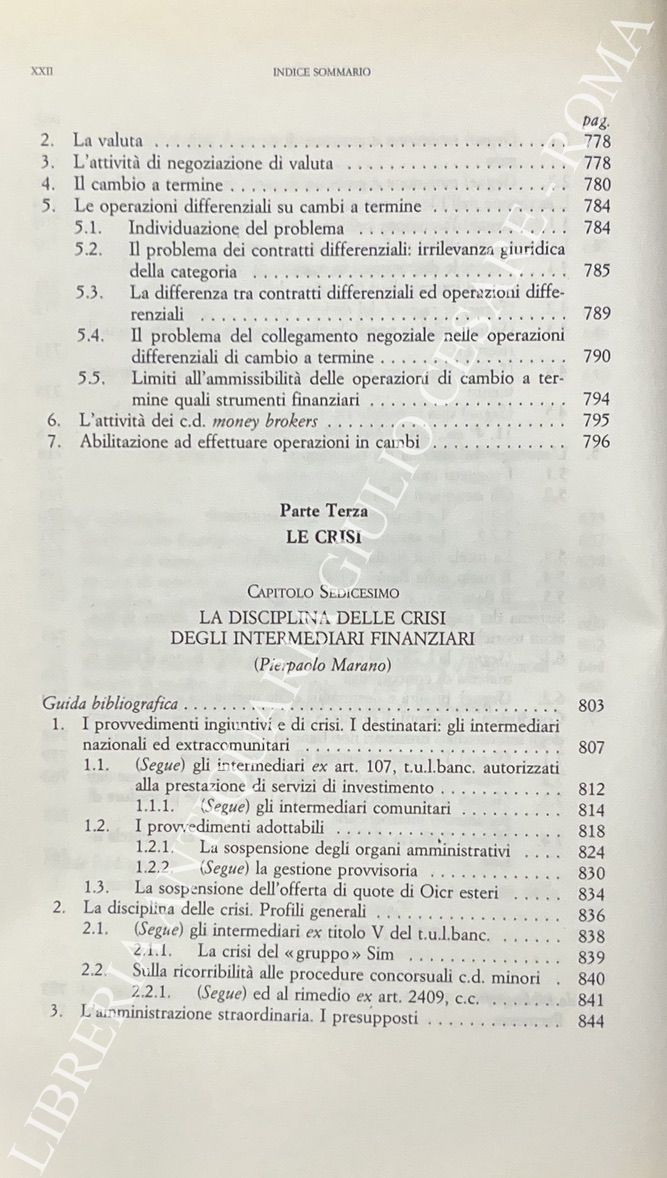 XXII INDICE SOMMARIO
pag.
2. La valuta . . . . . . . . . . 778
3. L'attività di negoziazione di valuta . . . . . . . . . . 778
4. Il cambio a termine . . . . . . . . . . 780
5. Le operazioni differenziali su cambi a termine . . . . . . . . . . 784
5.1. Individuazione del problema . . . . . . . . . . 784
5.2. Il problema dei contratti differenziali: irrilevanza giuridica
della categoria . . . . . . . . . . 785
5.3. La differenza tra contratti differenziali ed operazioni diffe-
renziali . . . . . . . . . . 789
5.4. Il problema del collegamento negoziale nelle operazioni
differenziali di cambio a termine . . . . . . . . . . 790
5.5. Limiti all'ammissibilità delle operazioni di cambio a ter-
mine quali strumenti finanziari . . . . . . . . . . 794
6. L'attività dei c.d. money brokers . . . . . . . . . . 795
7. Abilitazione ad effettuare operazioni in cambi . . . . . . . . . . 796
Parte Terza
LE CRISI
CAPITOLO SEDICESIMO
LA DISCIPLINA DELLE CRISI
DEGLI INTERMEDIARI FINANZIARI
(Pierpaolo Marano)
Guida bibliografica . . . . . . . . . . 803
1. I provvedimenti ingiuntivi e di crisi. I destinatari: gli intermediari
nazionali ed extracomunitari . . . . . . . . . . 807
1.1. (Segue) gli intermediari ex art. 107, t.u.l.banc. autorizzati
alla prestazione di servizi di investimento . . . . . . . . . . 812
1.1.1. (Segue) gli intermediari comunitari . . . . . . . . . . 814
1.2. I provvedimenti adottabili . . . . . . . . . . 818
1.2.1. La sospensione degli organi amministrativi . . . . 824
1.2.2. (Segue) la gestione provvisoria . . . . . . . . . . 830
1.3. La sospensione dell'offerta di quote di Oicr esteri . . . . . 834
2. La disciplina delle crisi. Profili generali . . . . . . . . . . 836
2.1. (Segue) gli intermediari ex titolo V del t.u.l.banc. . . . . . . 838
2.1.1. La crisi del «gruppo» Sim . . . . . . . . . . 839
2.2. Sulla ricorribilità alle procedure concorsuali c.d. minori . 840
2.2.1. (Segue) ed al rimedio ex art. 2409, c.c. . . . . . . . 841
3. L'amministrazione straordinaria. I presupposti . . . . . . . . . . 844
LIBRERIA ANTIQUARIA GIULIO CESARE - ROMA